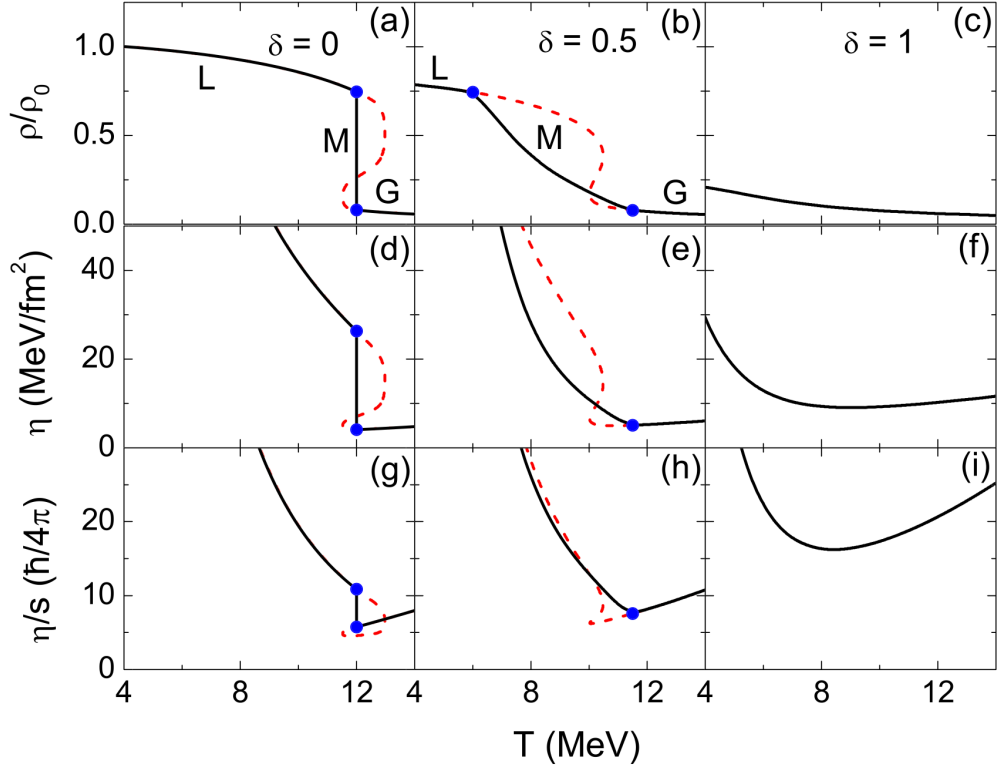 (a) (b) (c)
δ = 0 δ = 0.5 δ = 1
L M G
L M G
ρ/ρ0
1.0
0.5
0.0
(d) (e) (f)
η (MeV/fm²)
40
20
0
(g) (h) (i)
η/s (ħ/4π)
20
10
0
4 8 12 4 8 12 4 8 12
T (MeV)